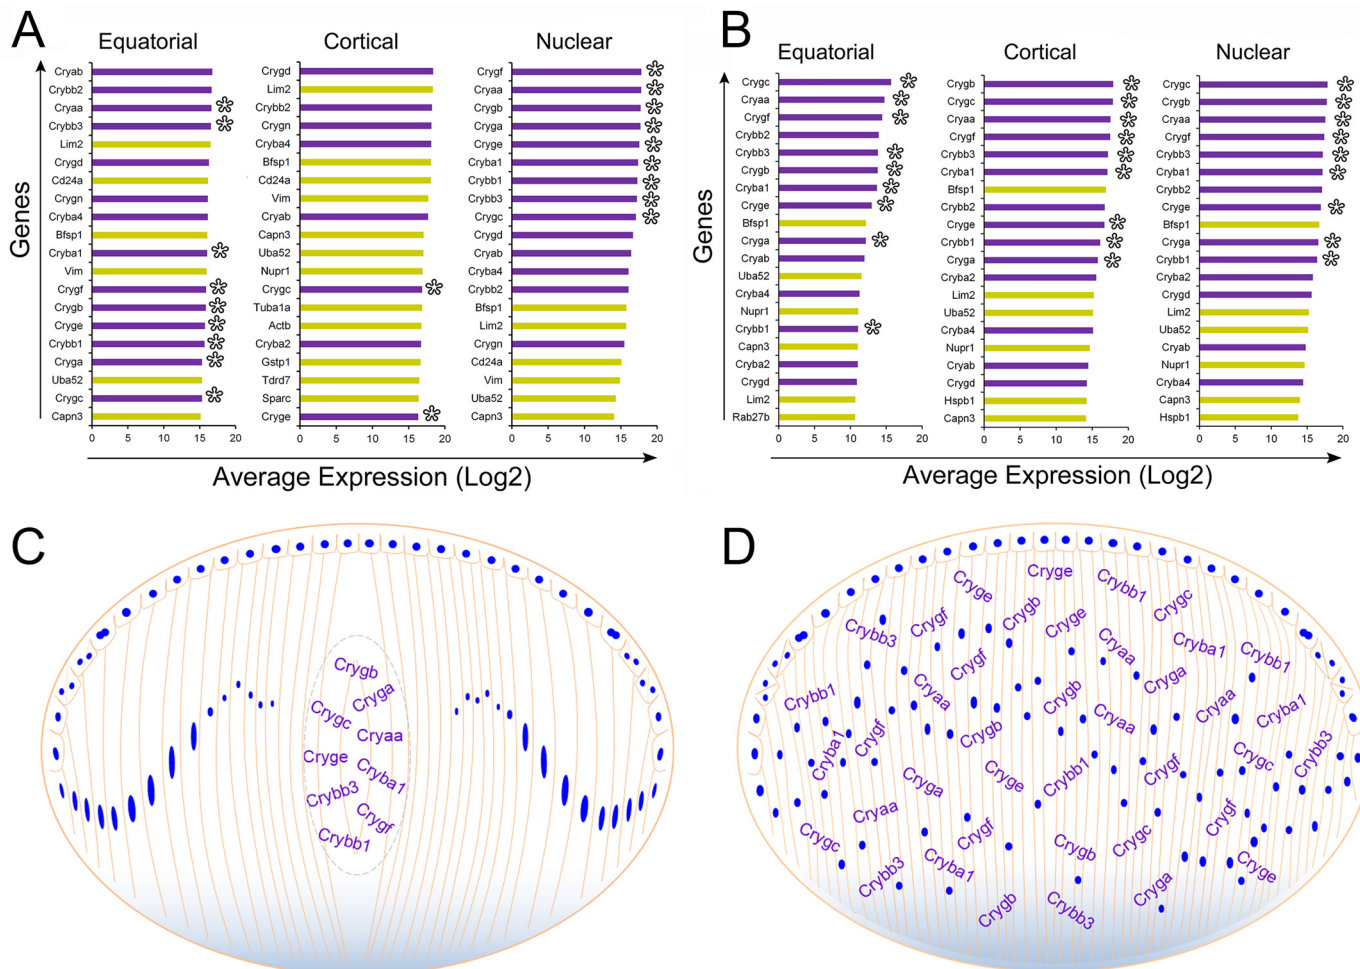 A
B
Equatorial
Cortical
Nuclear
Equatorial
Cortical
Nuclear
Genes
Cryab
Crybb2
Cryaa
Crybb3
Lim2
Crygd
Cd24a
Crygn
Cryba4
Bfsp1
Cryba1
Vim
Crygf
Crygb
Cryge
Crybb1
Cryga
Uba52
Crygc
Capn3
0 5 10 15 20
Crygd
Lim2
Crybb2
Crygn
Cryba4
Bfsp1
Cd24a
Vim
Cryab
Capn3
Uba52
Nupr1
Crygc
Tuba1a
Actb
Cryba2
Gstp1
Tdrd7
Sparc
Cryge
0 5 10 15 20
Crygf
Cryaa
Crygb
Cryga
Cryge
Cryba1
Crybb1
Crybb3
Crygc
Crygd
Cryab
Cryba4
Crybb2
Bfsp1
Lim2
Crygn
Cd24a
Vim
Uba52
Capn3
0 5 10 15 20
Average Expression (Log2)
Genes
Crygc
Cryaa
Crygf
Crybb2
Crybb3
Crygb
Cryba1
Cryge
Bfsp1
Cryga
Cryab
Uba52
Cryba4
Nupr1
Crybb1
Capn3
Cryba2
Crygd
Lim2
Rab27b
0 5 10 15 20
Crygb
Crygc
Cryaa
Crygf
Crybb3
Cryba1
Bfsp1
Crybb2
Cryge
Crybb1
Cryga
Cryba2
Lim2
Uba52
Cryba4
Nupr1
Cryab
Crygd
Hspb1
Capn3
0 5 10 15 20
Crygc
Crygb
Cryaa
Crygf
Crybb3
Cryba1
Crybb2
Cryge
Bfsp1
Cryga
Crybb1
Cryba2
Crygd
Lim2
Uba52
Cryab
Nupr1
Cryba4
Capn3
Hspb1
0 5 10 15 20
Average Expression (Log2)
C
Crygb
Cryga
Crygc
Cryaa
Cryge
Cryba1
Crybb3
Crygf
Crybb1
D
Cryge
Cryge
Crybb1
Crygc
Crygb
Crygf
Crybb3
Cryge
Cryaa
Cryba1
Crybb1
Crygf
Cryga
Cryaa
Crybb1
Crygb
Cryaa
Cryba1
Cryaa
Crygb
Crygf
Cryba1
Crygc
Crybb3
Crygf
Crybb1
Cryge
Cryga
Cryaa
Crygf
Crygc
Crygf
Crygc
Crygb
Cryge
Crybb3
Cryba1
Cryga
Crygb
Crybb3